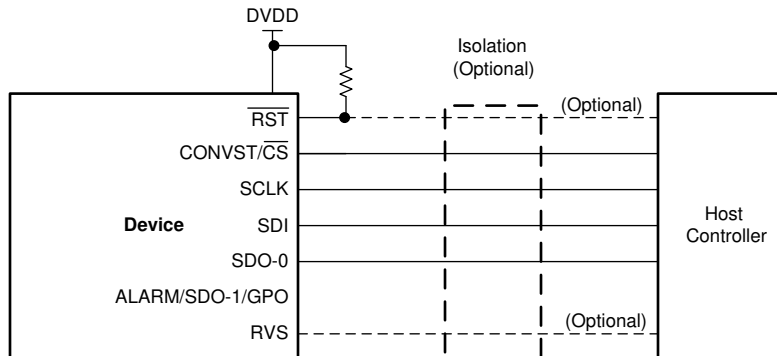 DVDD
Isolation
(Optional)
RST
(Optional)
CONVST/CS
SCLK
Device
SDI
Host
Controller
SDO-0
ALARM/SDO-1/GPO
RVS
(Optional)